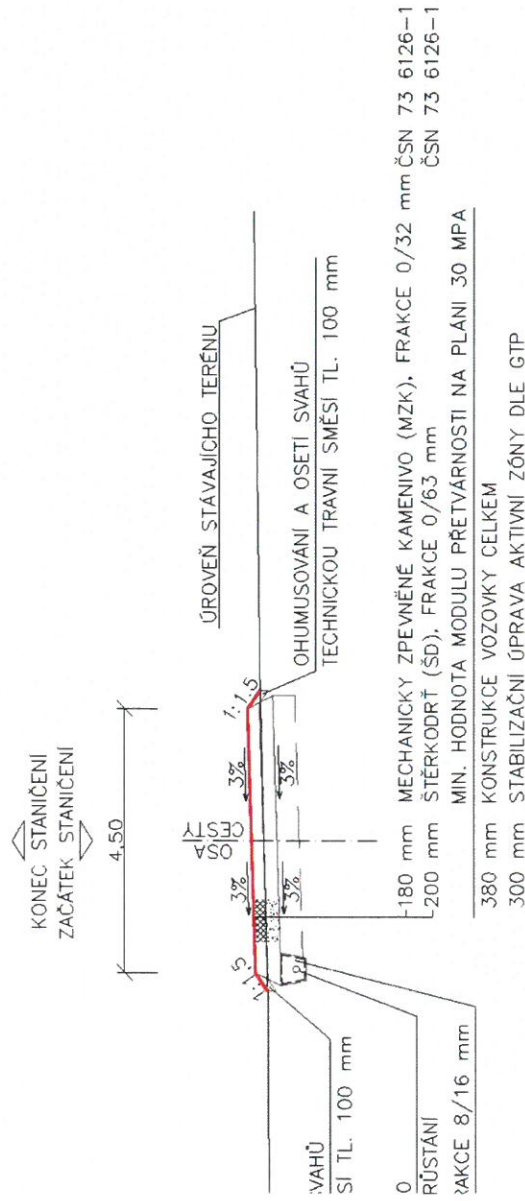 KONEC STANIČENÍ
ZAČÁTEK STANIČENÍ
4,50
ÚROVEŇ STÁVAJÍCHO TERÉNU
OSA
CESTY
3%
3%
3%
3%
1:1.5
1:1.5
OHUMUSOVÁNÍ A OSETÍ SVAHŮ
TECHNICKOU TRAVNÍ SMĚSÍ TL. 100 mm
SVAHŮ
SÍ TL. 100 mm
O
RŮSTÁNÍ
RAKCE 8/16 mm
180 mm MECHANICKY ZPEVNĚNÉ KAMENIVO (MZK), FRAKCE 0/32 mm ČSN 73 6126-1
200 mm ŠTĚRKODRŤ (ŠD), FRAKCE 0/63 mm ČSN 73 6126-1
MIN. HODNOTA MODULU PŘETVÁRNOSTI NA PLÁNI 30 MPA
380 mm KONSTRUKCE VOZOVKY CELKEM
300 mm STABILIZAČNÍ ÚPRAVA AKTIVNÍ ZÓNY DLE GTP